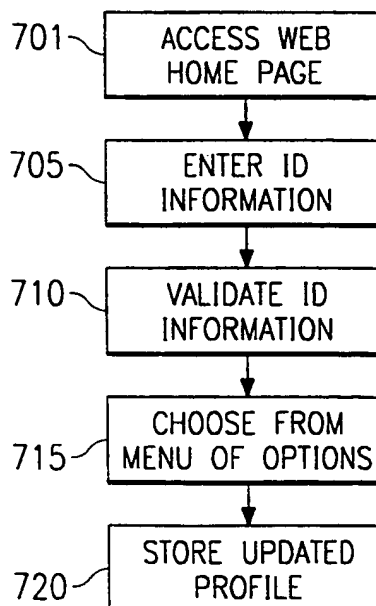 701
ACCESS WEB
HOME PAGE
705
ENTER ID
INFORMATION
710
VALIDATE ID
INFORMATION
715
CHOOSE FROM
MENU OF OPTIONS
720
STORE UPDATED
PROFILE